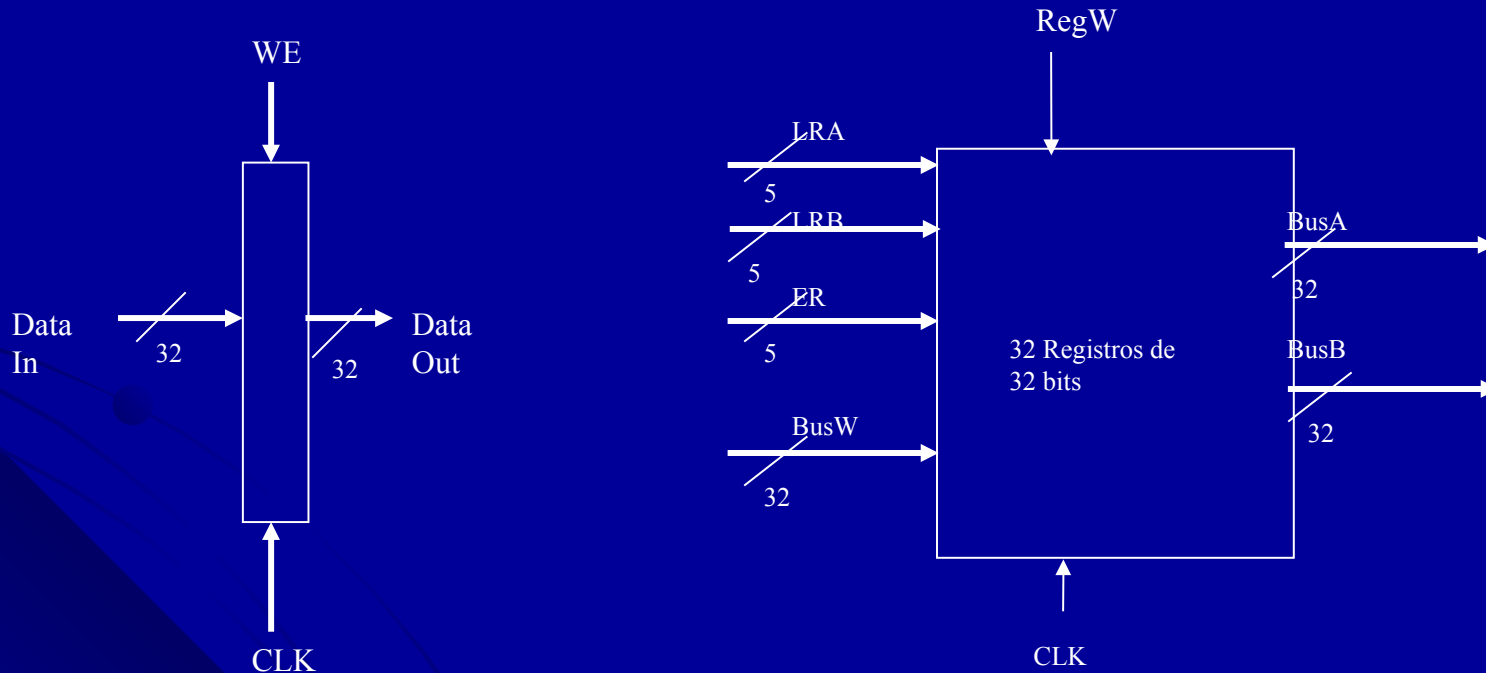 WE
Data
In
32
32
Data
Out
CLK
RegW
LRA
5
LRB
5
ER
5
BusW
32
32 Registros de
32 bits
BusA
32
BusB
32
CLK